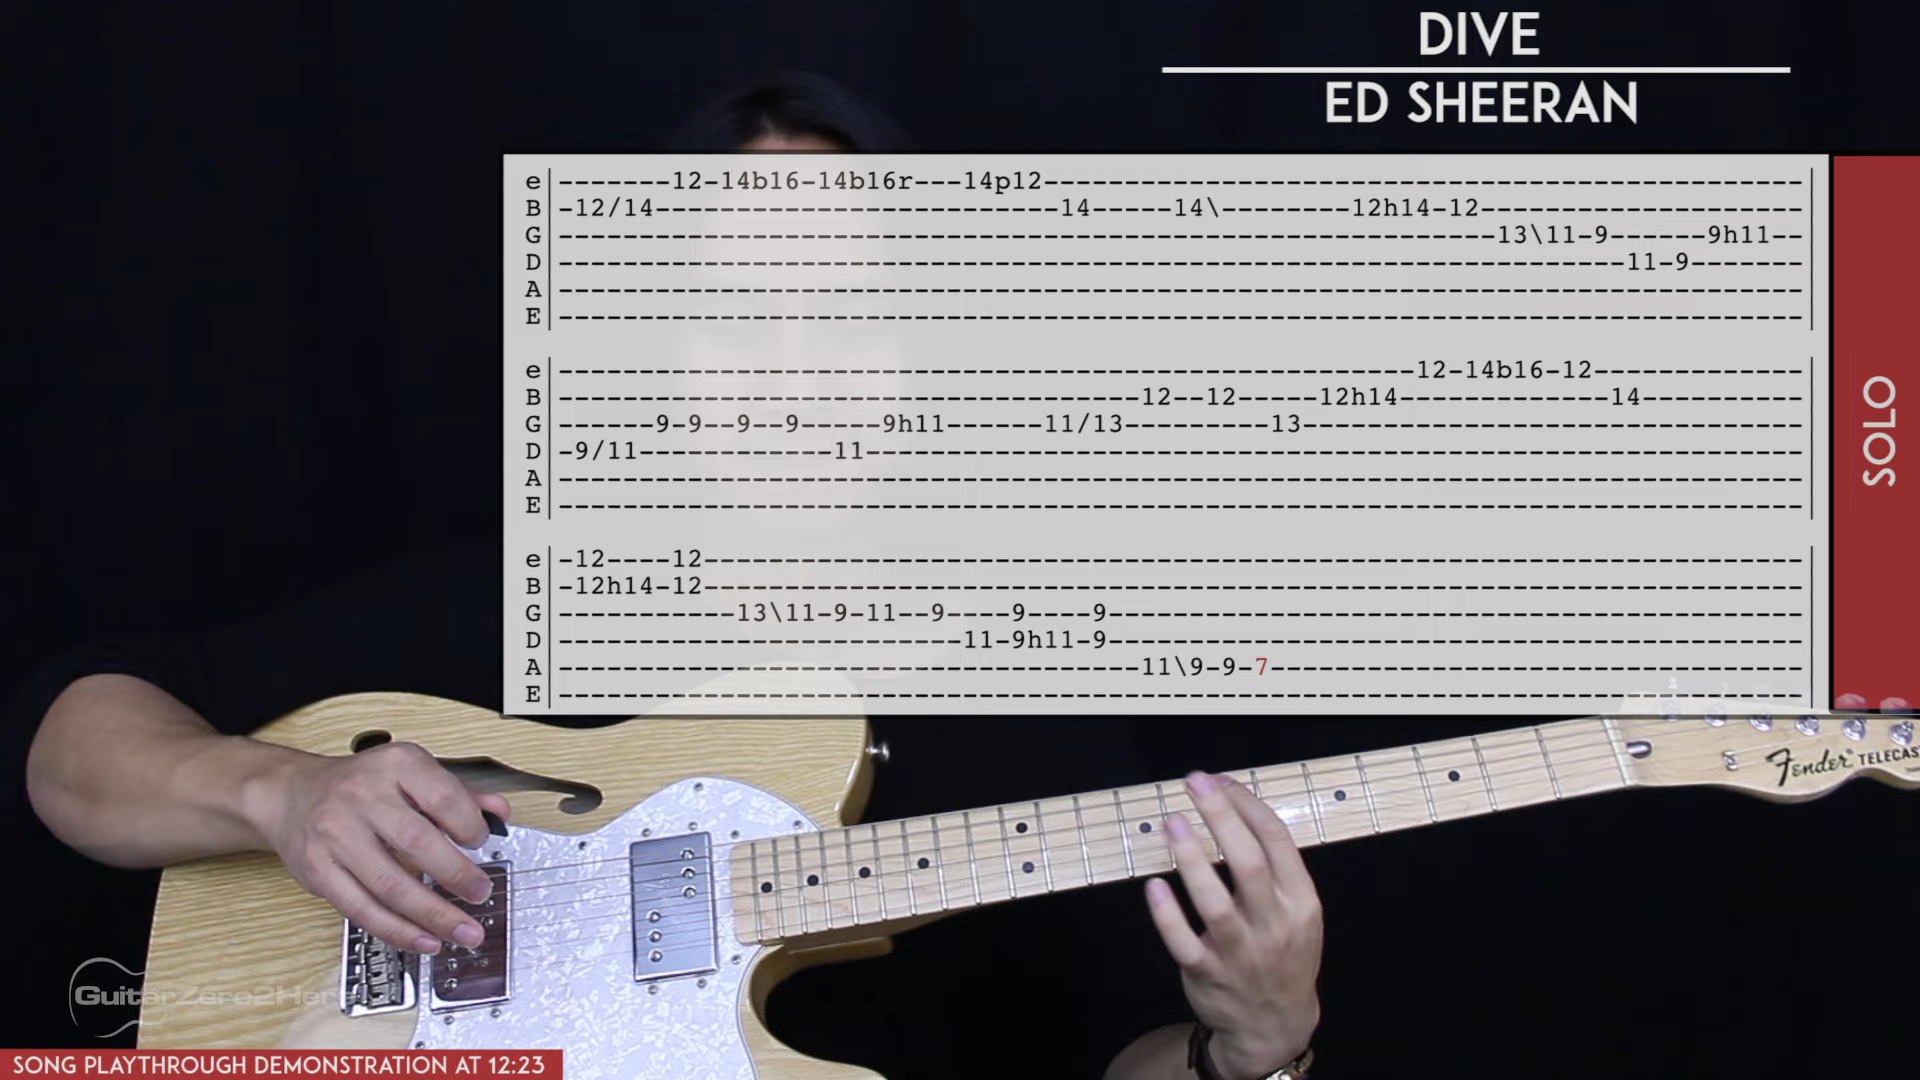 DIVE
ED SHEERAN
e|-------12-14b16-14b16r---14p12-----------------------------------------------
B|-12/14-------------------------14-----14\--------12h14-12--------------------
G|----------------------------------------------------------13\11-9------9h11--
D|------------------------------------------------------------------11-9-------
A|-----------------------------------------------------------------------------
E|-----------------------------------------------------------------------------
e|-----------------------------------------------------12-14b16-12-------------
B|------------------------------------12--12-----12h14-------------14----------
G|------9-9--9--9-----9h11------11/13---------13-------------------------------
D|-9/11------------11----------------------------------------------------------
A|-----------------------------------------------------------------------------
E|-----------------------------------------------------------------------------
e|-12----12--------------------------------------------------------------------
B|-12h14-12--------------------------------------------------------------------
G|-----------13\11-9-11--9----9----9-------------------------------------------
D|-------------------------11-9h11-9-------------------------------------------
A|------------------------------------11\9-9-7---------------------------------
E|-----------------------------------------------------------------------------
SOLO
Fender TELECAS
GuitarZero2Hero
SONG PLAYTHROUGH DEMONSTRATION AT 12:23